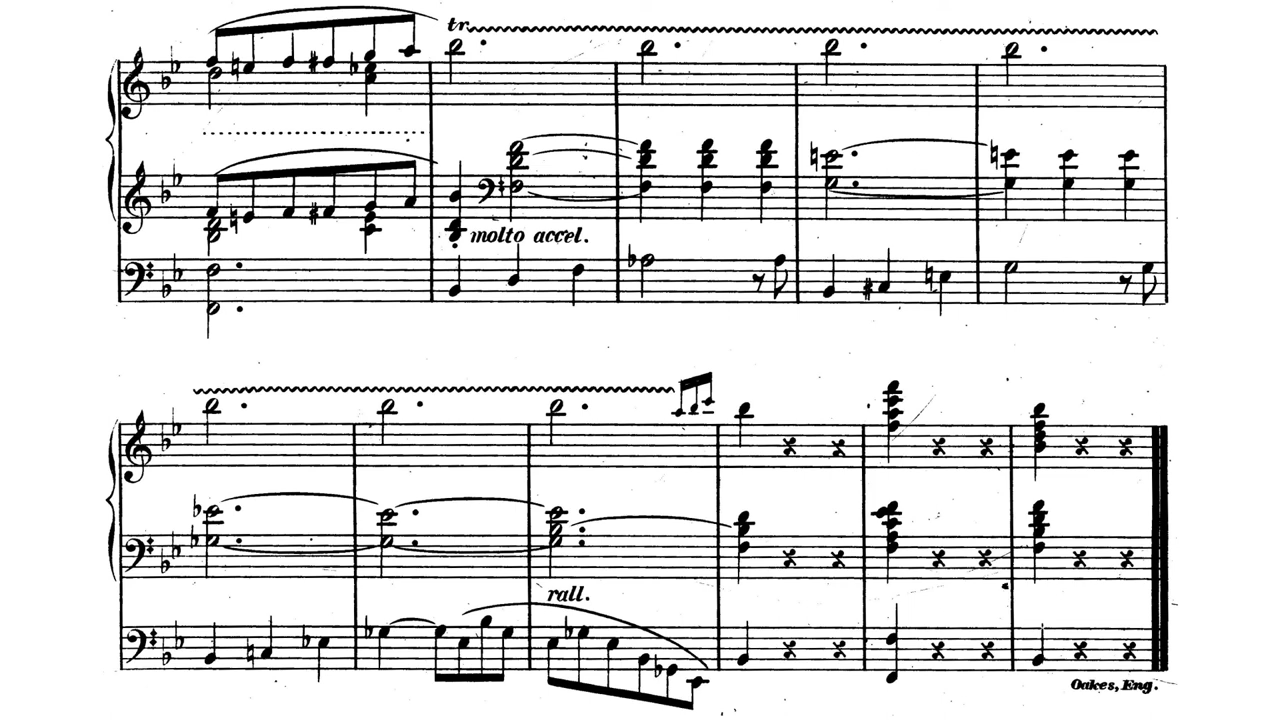 tr.
molto accel.
rall.
Oakes, Eng.